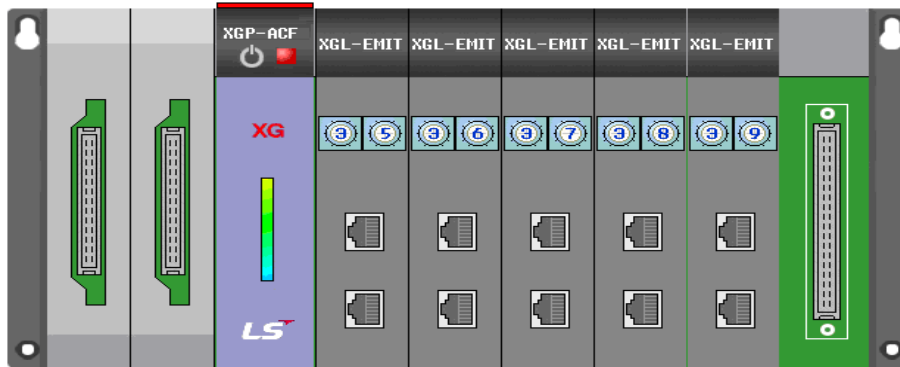 XGP-ACF
XGL-EMIT XGL-EMIT XGL-EMIT XGL-EMIT XGL-EMIT
XG
3 5 3 6 3 7 3 8 3 9
LS